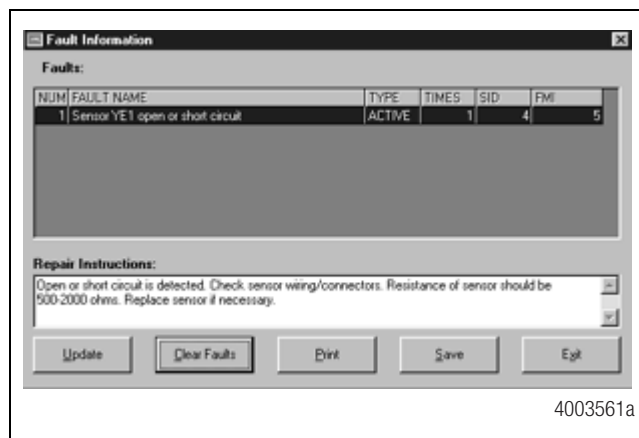 Fault Information
Faults:
NUM FAULT NAME TYPE TIMES SID FMI
1 Sensor YE1 open or short circuit ACTIVE 1 4 5
Repair Instructions:
Open or short circuit is detected. Check sensor wiring/connectors. Resistance of sensor should be
500-2000 ohms. Replace sensor if necessary.
Update Clear Faults Print Save Exit
4003561a